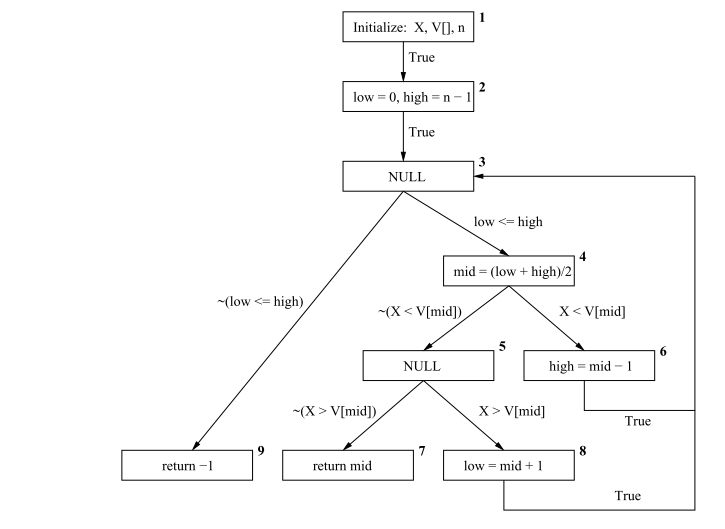 1
Initialize: X, V[], n
True
2
low = 0, high = n − 1
True
3
NULL
low <= high
4
mid = (low + high)/2
~(low <= high)
~(X < V[mid])
X < V[mid]
5
6
NULL
high = mid − 1
~(X > V[mid])
X > V[mid]
True
9
7
8
return −1
return mid
low = mid + 1
True